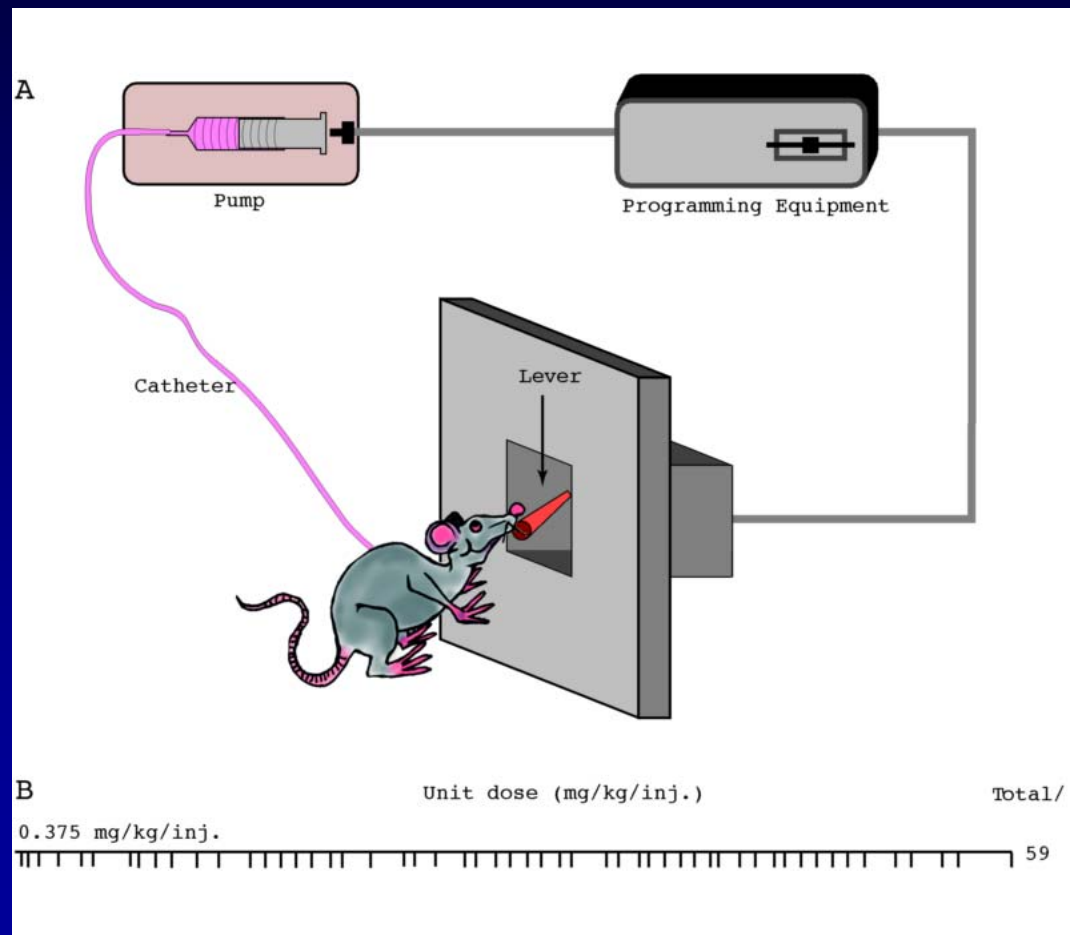 A
Pump
Programming Equipment
Lever
Catheter
B
Unit dose (mg/kg/inj.)
Total/
0.375 mg/kg/inj.
59